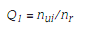 Q₁ = nᵤᵢ/nᵣ